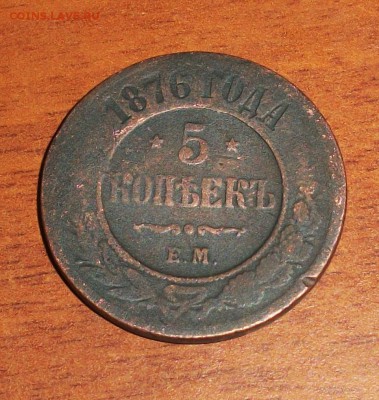 COINS.LAVE.RU
1876 ГОДА
★ 5 ★
КОПѢЕКЪ
Е.М.